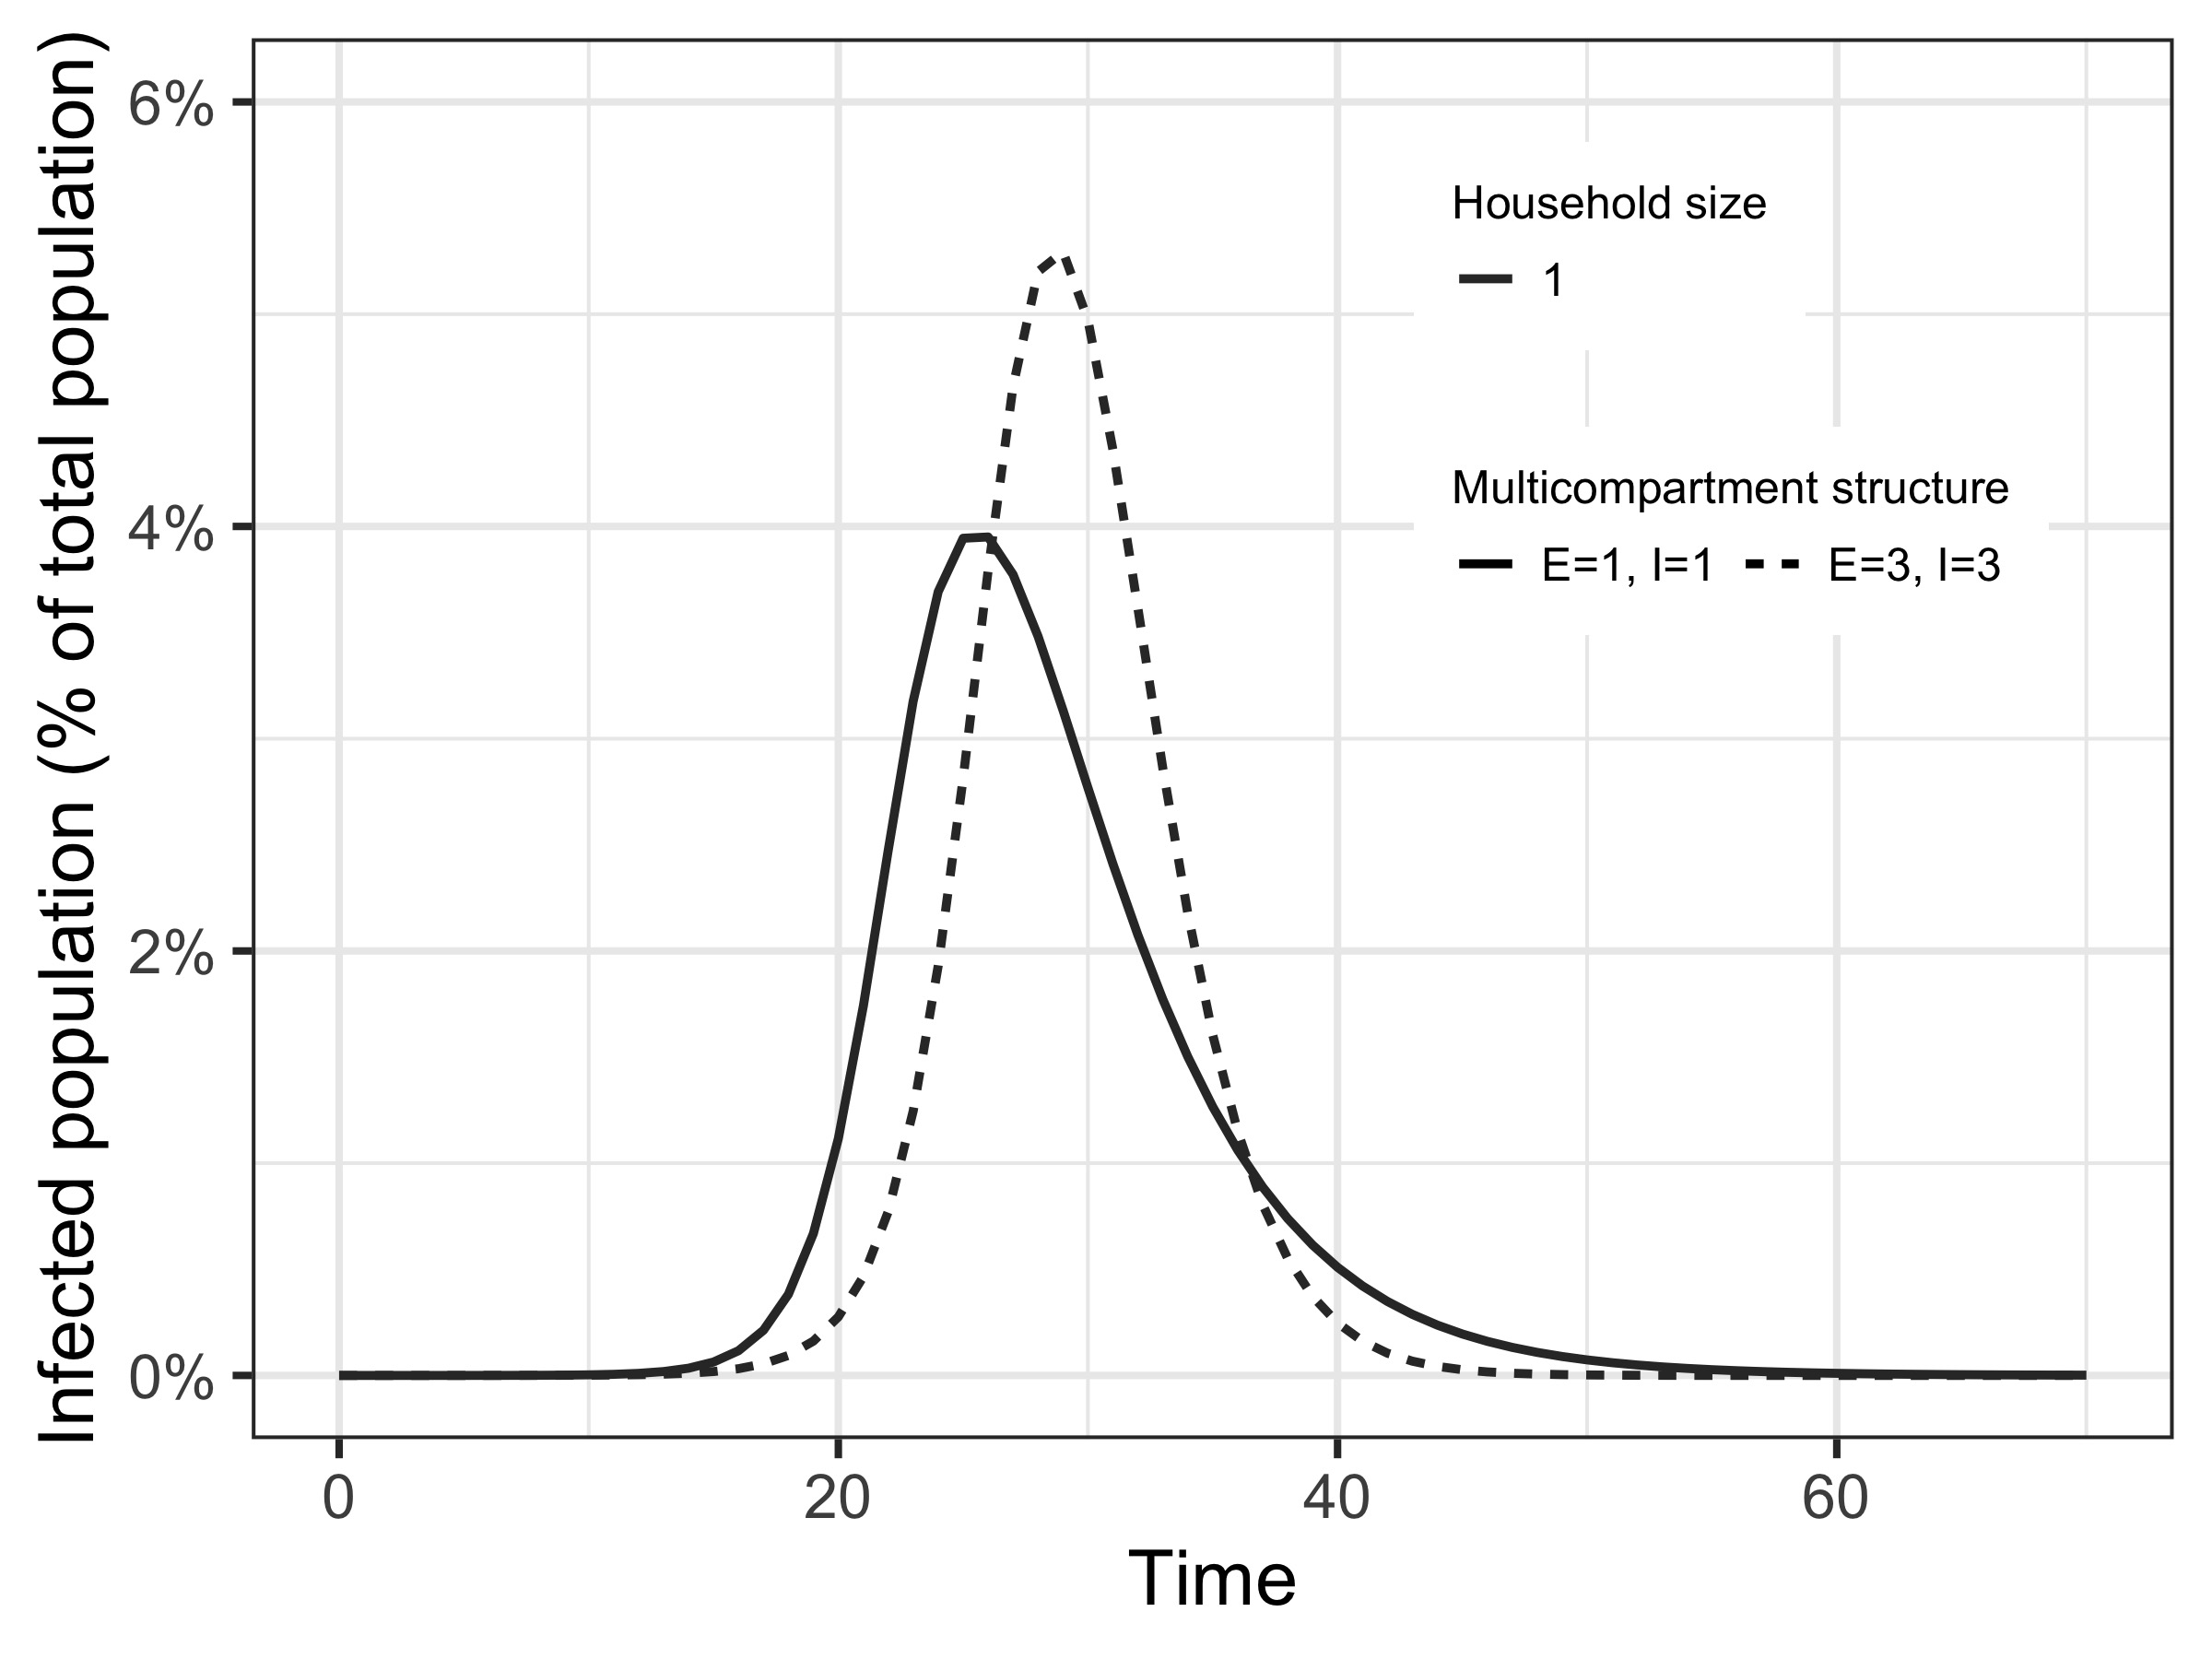 Infected population (% of total population)
6%
4%
2%
0%
Household size
1
Multicompartment structure
E=1, I=1 E=3, I=3
0 20 40 60
Time